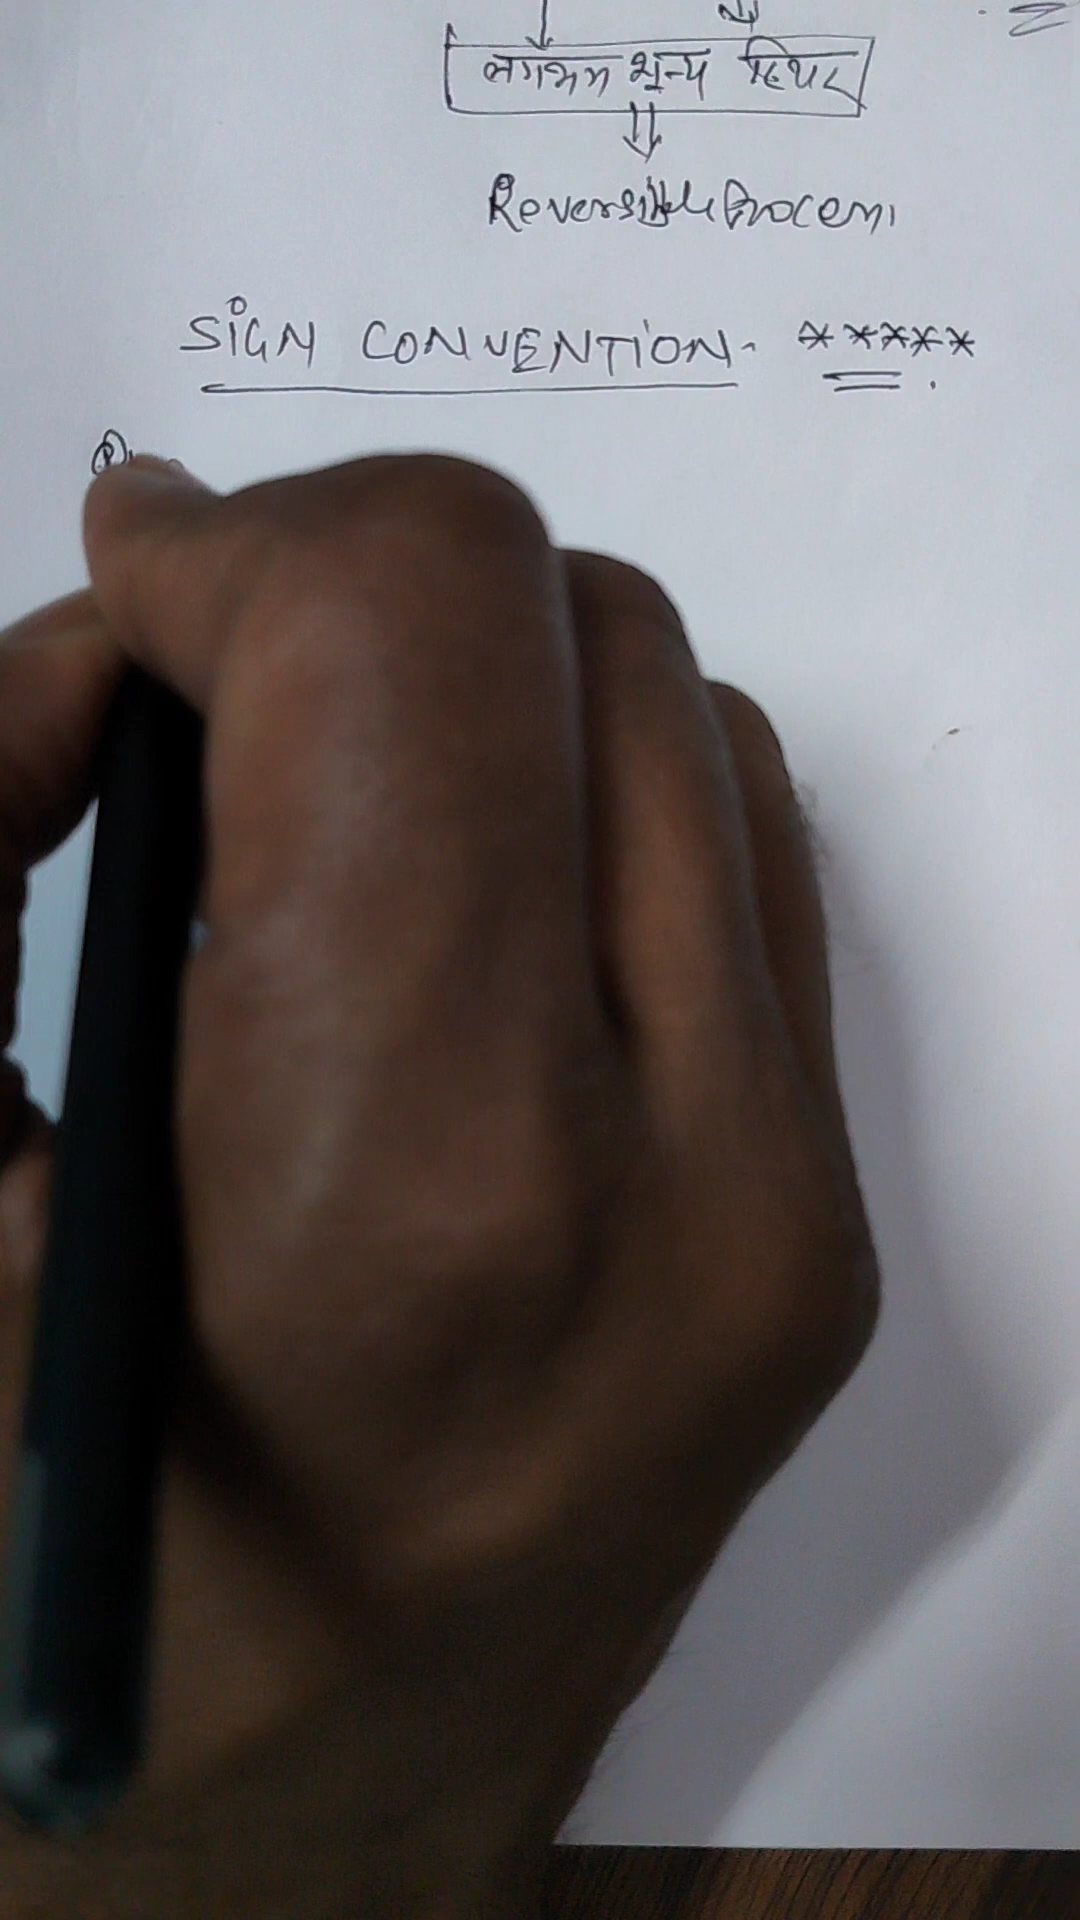 लगभग शून्य स्थिर
Reversible Process
SIGN CONVENTION- *****